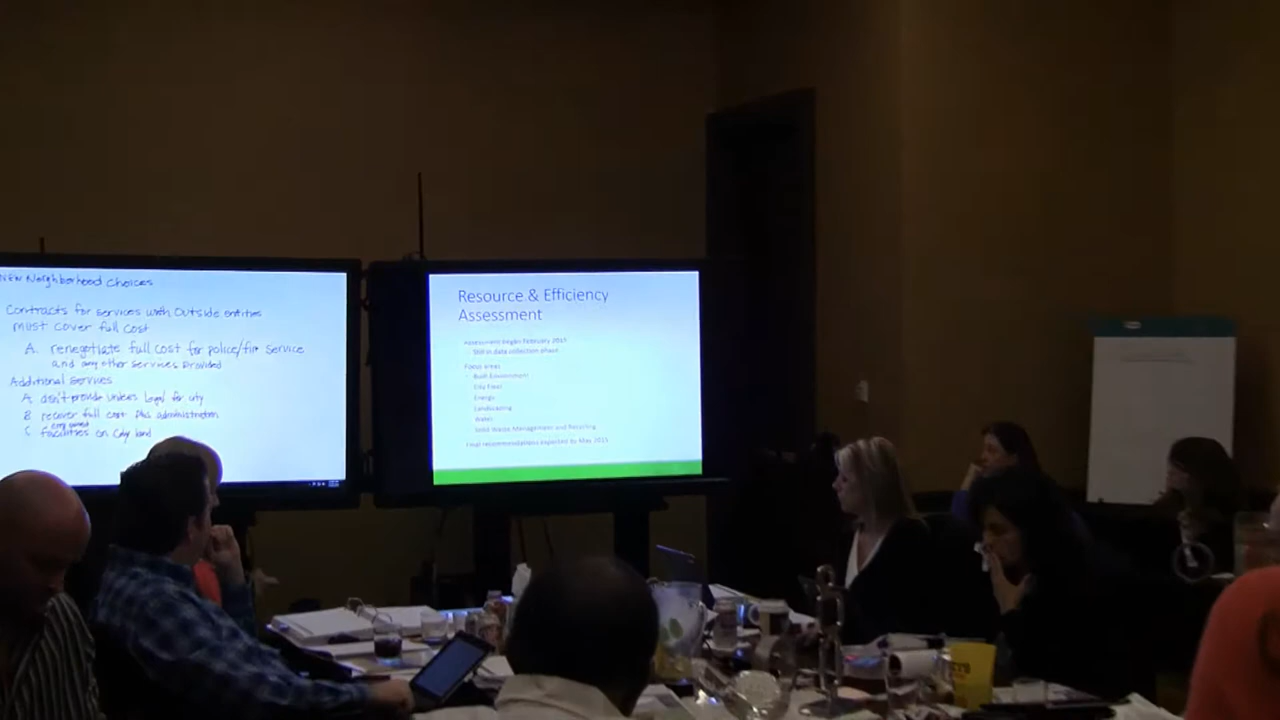 New Neighborhood Choices
Contracts for services with Outside entities
must cover full cost
A. renegotiate full cost for police/fire service
and any other services provided
Additional Services
A don't provide unless legal for city
B recover full cost plus administration
city owned
C facilities on City land
Resource & Efficiency
Assessment
Assessment began February 2015
Still in data collection phase
Focus areas
Built Environment
City Fleet
Energy
Landscaping
Water
Solid Waste Management and Recycling
Final recommendations expected by May 2015